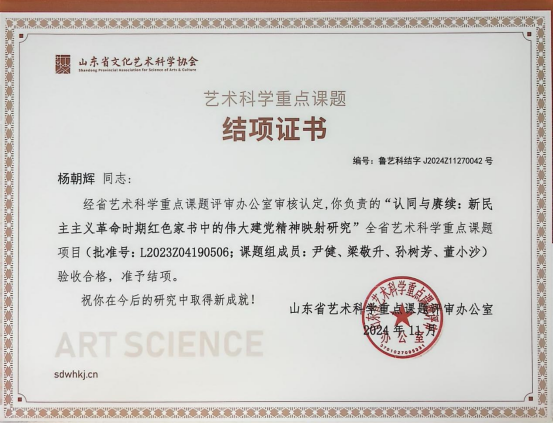 山东省文化艺术科学协会
Shandong Provincial Association for Science of Arts & Culture
艺术科学重点课题
结项证书
编号：鲁艺科结字 J2024Z11270042 号
杨朝辉 同志：
经省艺术科学重点课题评审办公室审核认定，你负责的“认同与赓续：新民
主主义革命时期红色家书中的伟大建党精神映射研究”全省艺术科学重点课题
项目（批准号：L2023Z04190506；课题组成员：尹健、梁敬升、孙树芳、董小沙）
验收合格，准予结项。
祝你在今后的研究中取得新成就！
山东省艺术科学重点课题评审办公室
2024 年 11 月
办公室
ART SCIENCE
sdwhkj.cn